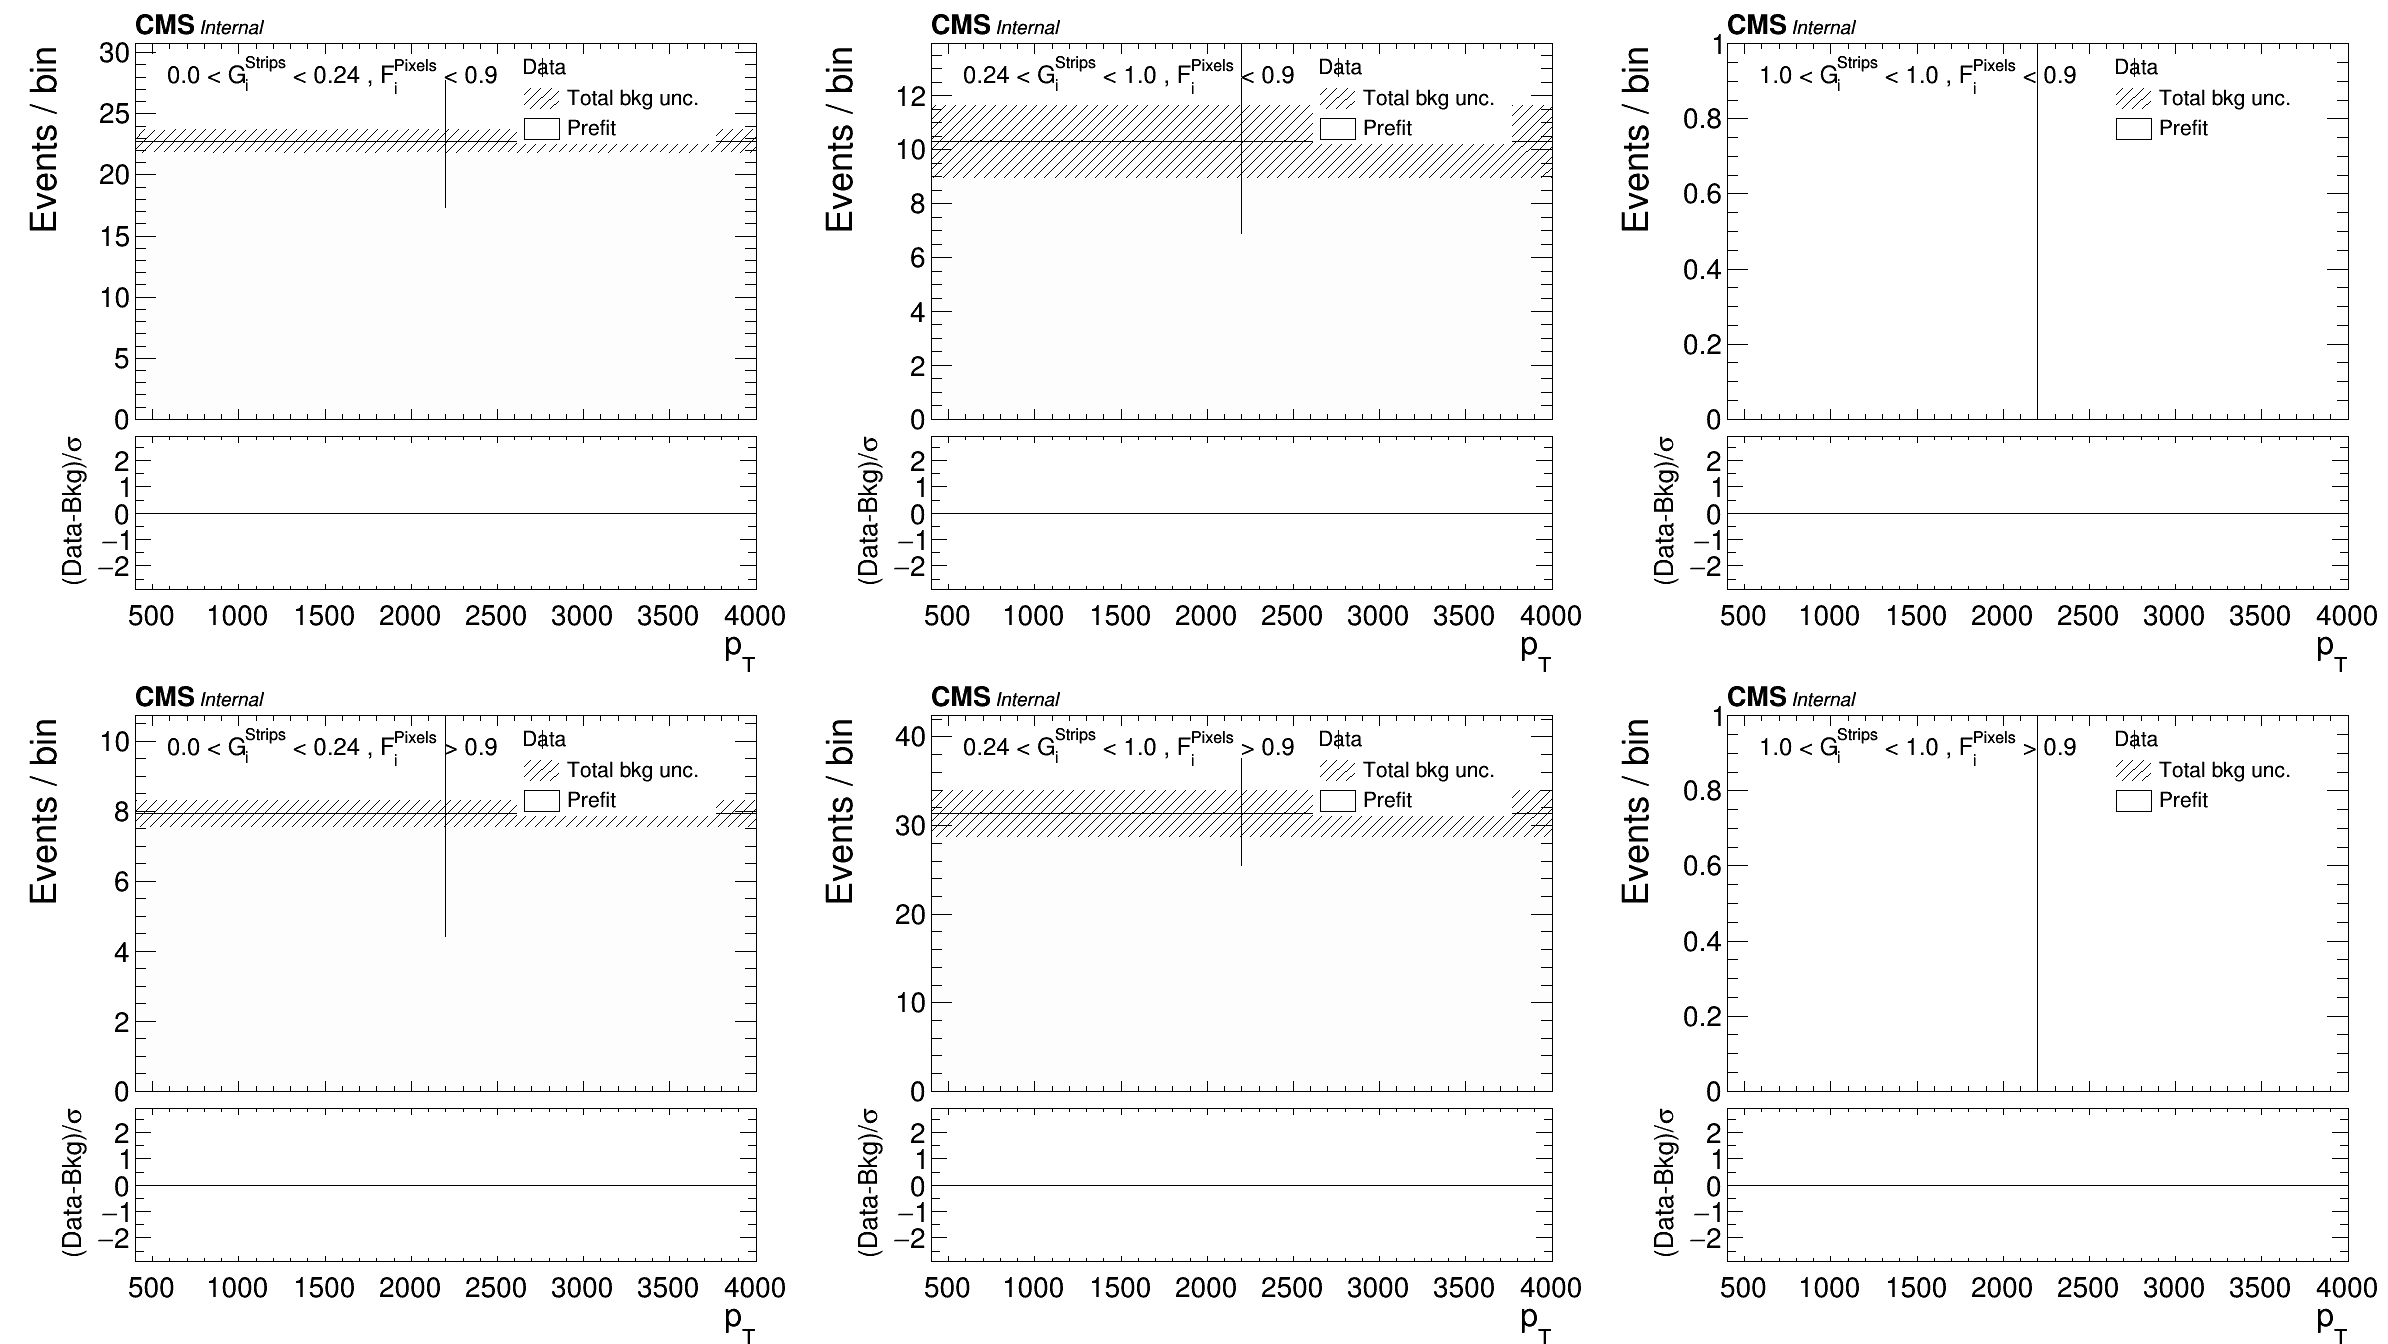 CMS Internal
0.0 < G_i^Strips < 0.24 , F_i^Pixels < 0.9
Data
Total bkg unc.
Prefit
Events / bin
30
25
20
15
10
5
0
(Data-Bkg)/σ
2
1
0
−1
−2
500 1000 1500 2000 2500 3000 3500 4000
p_T
CMS Internal
0.24 < G_i^Strips < 1.0 , F_i^Pixels < 0.9
Data
Total bkg unc.
Prefit
Events / bin
12
10
8
6
4
2
0
(Data-Bkg)/σ
2
1
0
−1
−2
500 1000 1500 2000 2500 3000 3500 4000
p_T
CMS Internal
1.0 < G_i^Strips < 1.0 , F_i^Pixels < 0.9
Data
Total bkg unc.
Prefit
Events / bin
1
0.8
0.6
0.4
0.2
0
(Data-Bkg)/σ
2
1
0
−1
−2
500 1000 1500 2000 2500 3000 3500 4000
p_T
CMS Internal
0.0 < G_i^Strips < 0.24 , F_i^Pixels > 0.9
Data
Total bkg unc.
Prefit
Events / bin
10
8
6
4
2
0
(Data-Bkg)/σ
2
1
0
−1
−2
500 1000 1500 2000 2500 3000 3500 4000
p_T
CMS Internal
0.24 < G_i^Strips < 1.0 , F_i^Pixels > 0.9
Data
Total bkg unc.
Prefit
Events / bin
40
30
20
10
0
(Data-Bkg)/σ
2
1
0
−1
−2
500 1000 1500 2000 2500 3000 3500 4000
p_T
CMS Internal
1.0 < G_i^Strips < 1.0 , F_i^Pixels > 0.9
Data
Total bkg unc.
Prefit
Events / bin
1
0.8
0.6
0.4
0.2
0
(Data-Bkg)/σ
2
1
0
−1
−2
500 1000 1500 2000 2500 3000 3500 4000
p_T